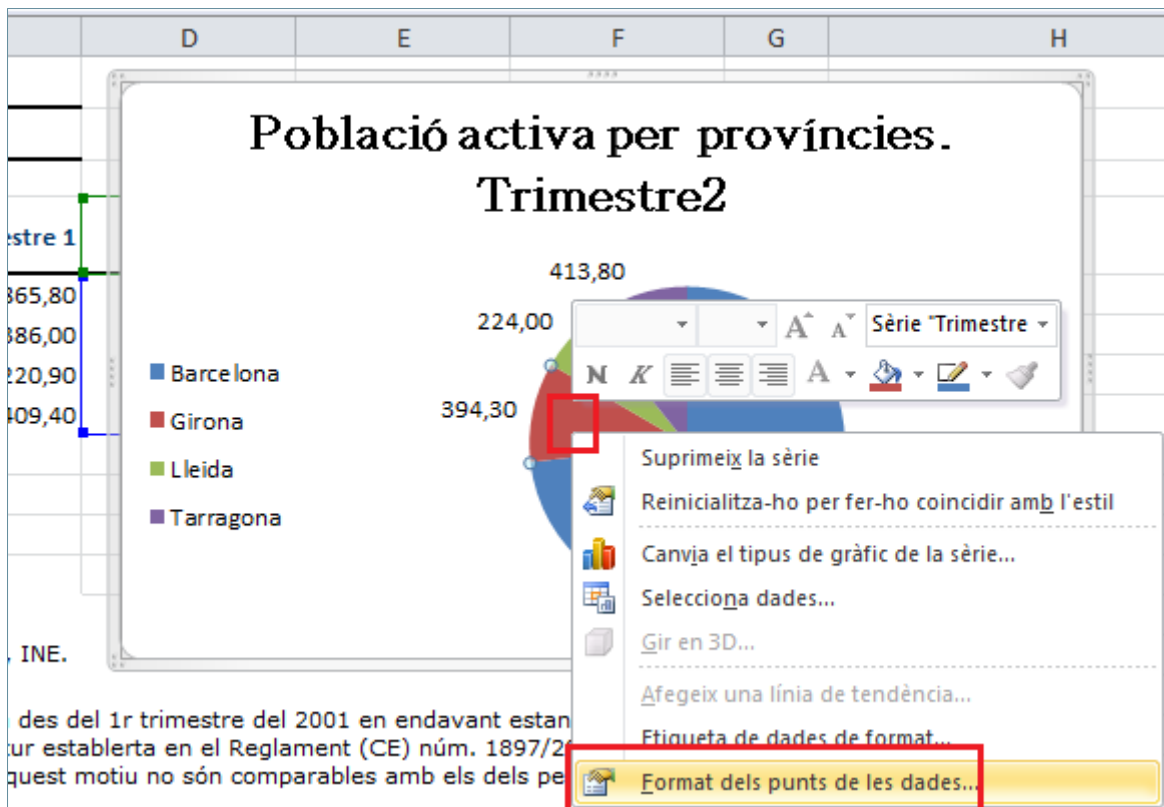 D E F G H
Població activa per províncies.
Trimestre2
estre 1
365,80
386,00
220,90
409,40
413,80
224,00
394,30
Barcelona
Girona
Lleida
Tarragona
A A Sèrie "Trimestre
N K A
Suprimeix la sèrie
Reinicialitza-ho per fer-ho coincidir amb l'estil
Canvia el tipus de gràfic de la sèrie...
Selecciona dades...
Gir en 3D...
Afegeix una línia de tendència...
Etiqueta de dades de format...
Format dels punts de les dades...
, INE.
des del 1r trimestre del 2001 en endavant estan
tur establerta en el Reglament (CE) núm. 1897/2
quest motiu no són comparables amb els dels pe